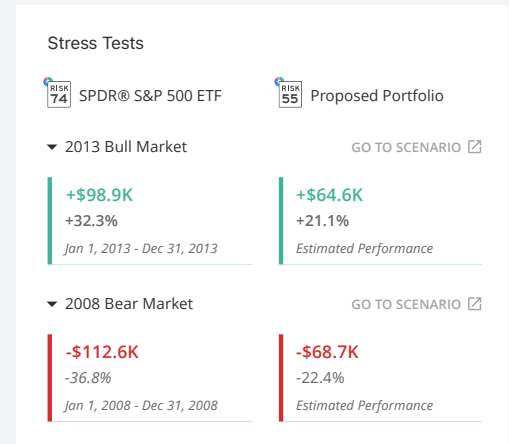 Stress Tests
RISK 74 SPDR® S&P 500 ETF
RISK 55 Proposed Portfolio
2013 Bull Market GO TO SCENARIO
+$98.9K +$64.6K
+32.3% +21.1%
Jan 1, 2013 - Dec 31, 2013 Estimated Performance
2008 Bear Market GO TO SCENARIO
-$112.6K -$68.7K
-36.8% -22.4%
Jan 1, 2008 - Dec 31, 2008 Estimated Performance